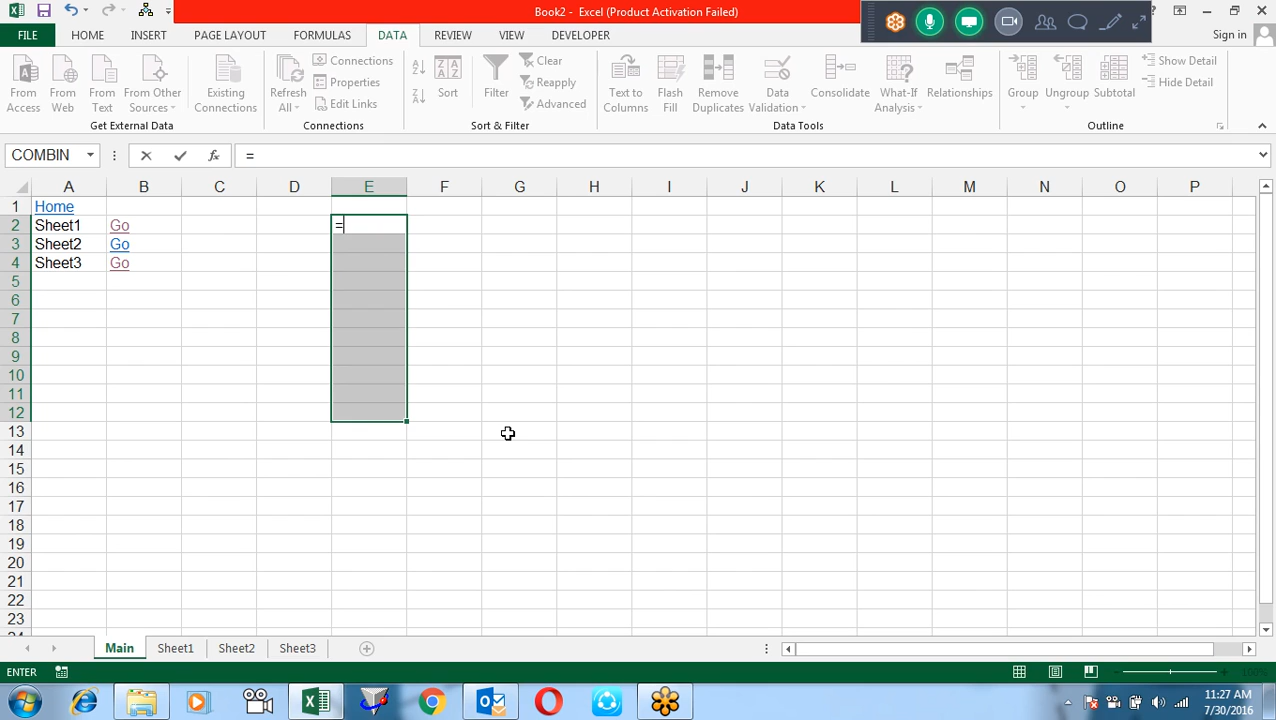 Book2 - Excel (Product Activation Failed)
FILE HOME INSERT PAGE LAYOUT FORMULAS DATA REVIEW VIEW DEVELOPER Sign in
From Access
From Web
From Text
From Other Sources
Existing Connections
Get External Data
Refresh All
Connections
Properties
Edit Links
Connections
Sort
Filter
Clear
Reapply
Advanced
Sort & Filter
Text to Columns
Flash Fill
Remove Duplicates
Data Validation
Consolidate
What-If Analysis
Relationships
Data Tools
Group
Ungroup
Subtotal
Show Detail
Hide Detail
Outline
COMBIN fx =
A B C D E F G H I J K L M N O P
1 Home
2 Sheet1 Go =
3 Sheet2 Go
4 Sheet3 Go
5
6
7
8
9
10
11
12
13
14
15
16
17
18
19
20
21
22
23
Main Sheet1 Sheet2 Sheet3
ENTER
11:27 AM
7/30/2016